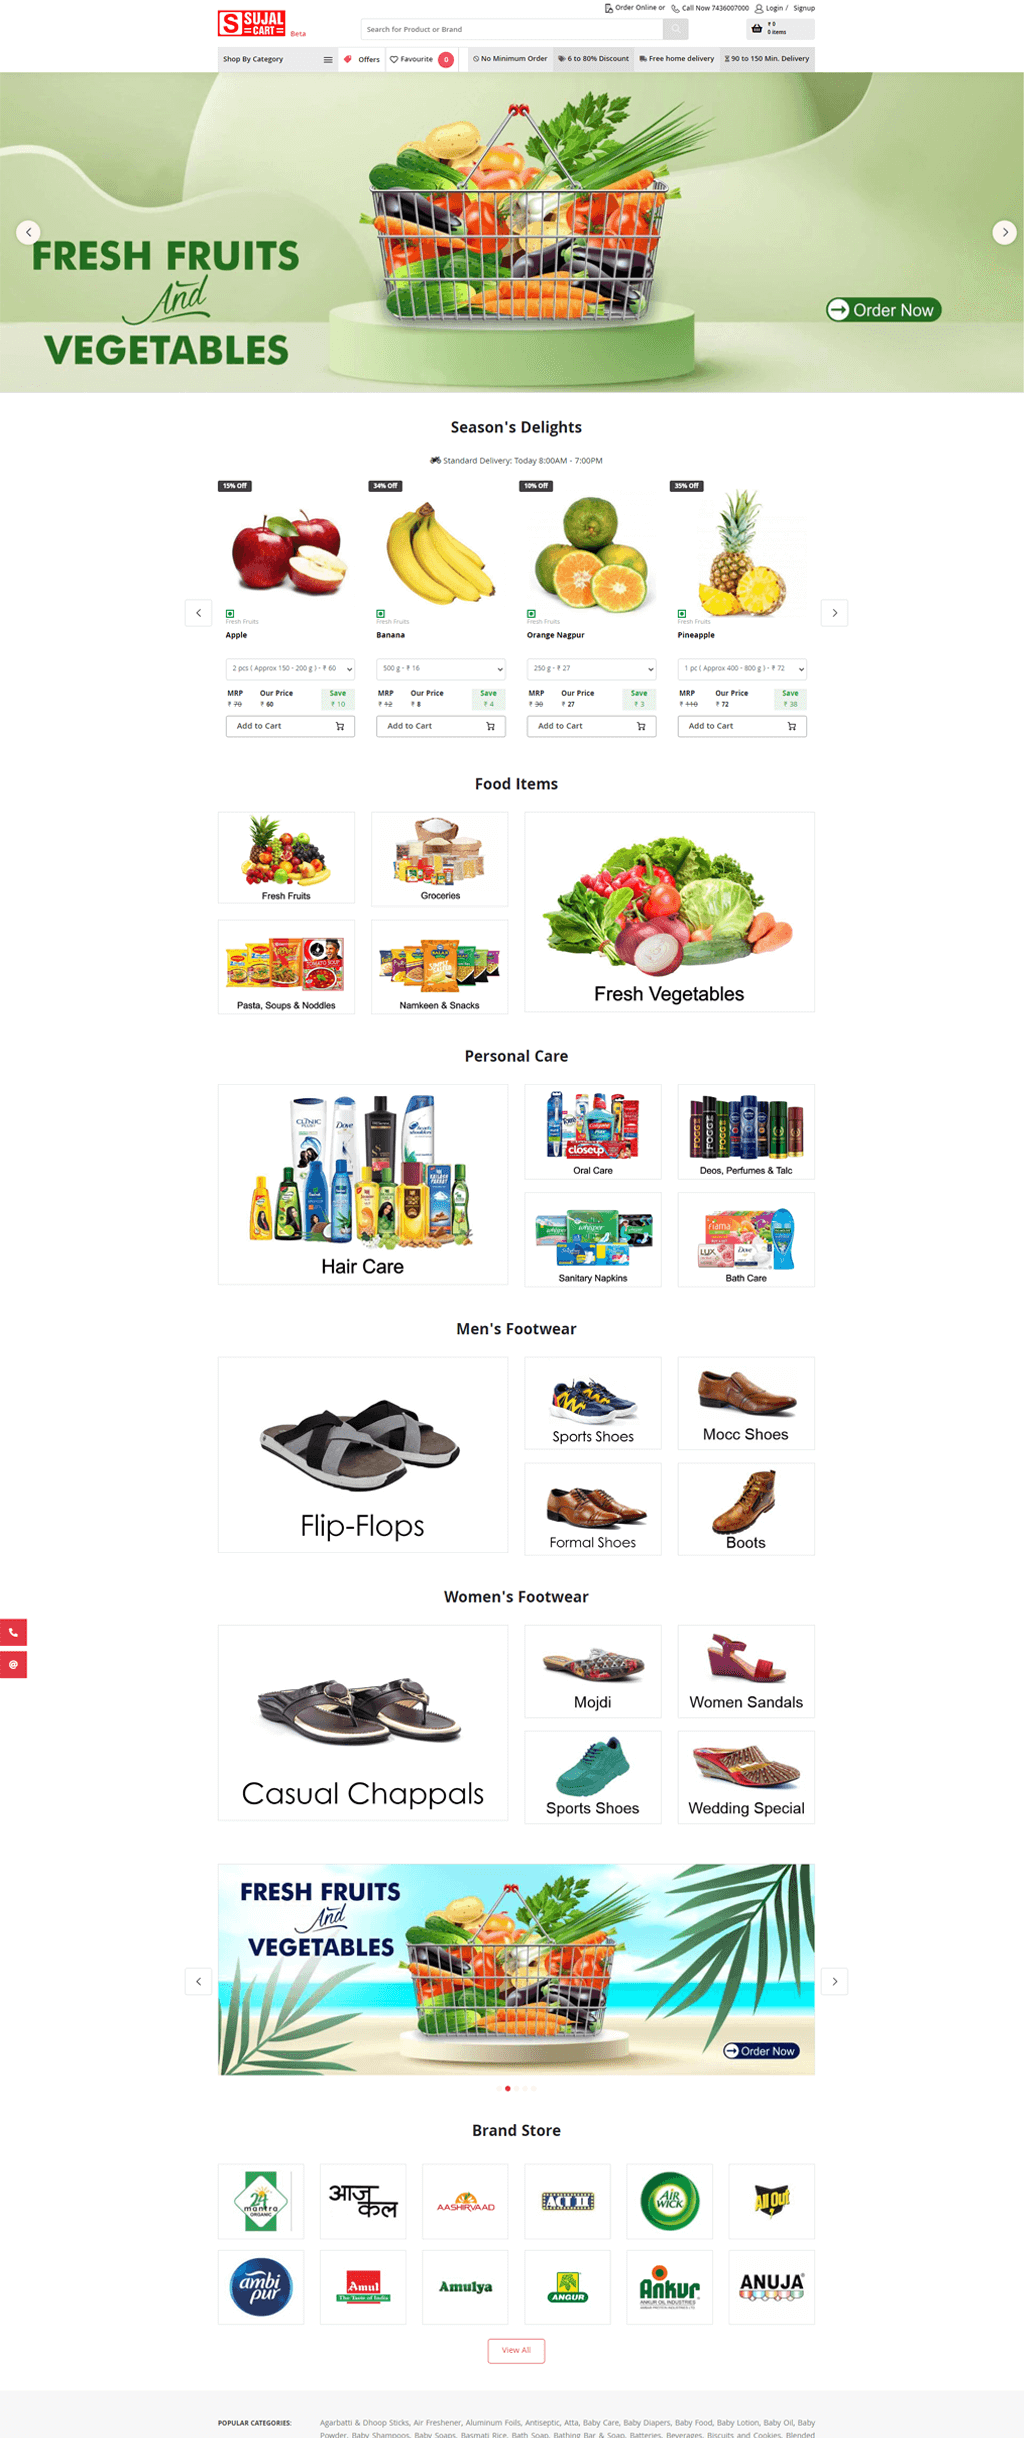 Order Online or Call Now 7436007000 Login / Signup
S SUJAL CART Beta
Search for Product or Brand
₹ 0
0 items
Shop By Category Offers Favourite 0 No Minimum Order 6 to 80% Discount Free home delivery 90 to 150 Min. Delivery
FRESH FRUITS
And
VEGETABLES
Order Now
Season's Delights
Standard Delivery: Today 8:00AM - 7:00PM
15% Off 34% Off 10% Off 35% Off
Fresh Fruits Fresh Fruits Fresh Fruits Fresh Fruits
Apple Banana Orange Nagpur Pineapple
2 pcs ( Approx 150 - 200 g ) - ₹ 60 500 g - ₹ 16 250 g - ₹ 27 1 pc ( Approx 400 - 800 g ) - ₹ 72
MRP Our Price Save MRP Our Price Save MRP Our Price Save MRP Our Price Save
₹ 70 ₹ 60 ₹ 10 ₹ 12 ₹ 8 ₹ 4 ₹ 30 ₹ 27 ₹ 3 ₹ 110 ₹ 72 ₹ 38
Add to Cart Add to Cart Add to Cart Add to Cart
Food Items
Fresh Fruits Groceries
Pasta, Soups & Noddles Namkeen & Snacks
Fresh Vegetables
Personal Care
Hair Care
Oral Care Deos, Perfumes & Talc
Sanitary Napkins Bath Care
Men's Footwear
Flip-Flops
Sports Shoes Mocc Shoes
Formal Shoes Boots
Women's Footwear
Casual Chappals
Mojdi Women Sandals
Sports Shoes Wedding Special
FRESH FRUITS
And
VEGETABLES
Order Now
Brand Store
24 mantra ORGANIC आज कल AASHIRVAAD ACT II AIR WICK All Out
ambi pur Amul The Taste of India Amulya ANGUR Ankur ANKUR OIL INDUSTRIES ANUJA
View All
POPULAR CATEGORIES: Agarbatti & Dhoop Sticks, Air Freshener, Aluminum Foils, Antiseptic, Atta, Baby Care, Baby Diapers, Baby Food, Baby Lotion, Baby Oil, Baby
Powder, Baby Shampoos, Baby Soaps, Basmati Rice, Bath Soap, Bathing Bar & Soap, Batteries, Beverages, Biscuits and Cookies, Blended